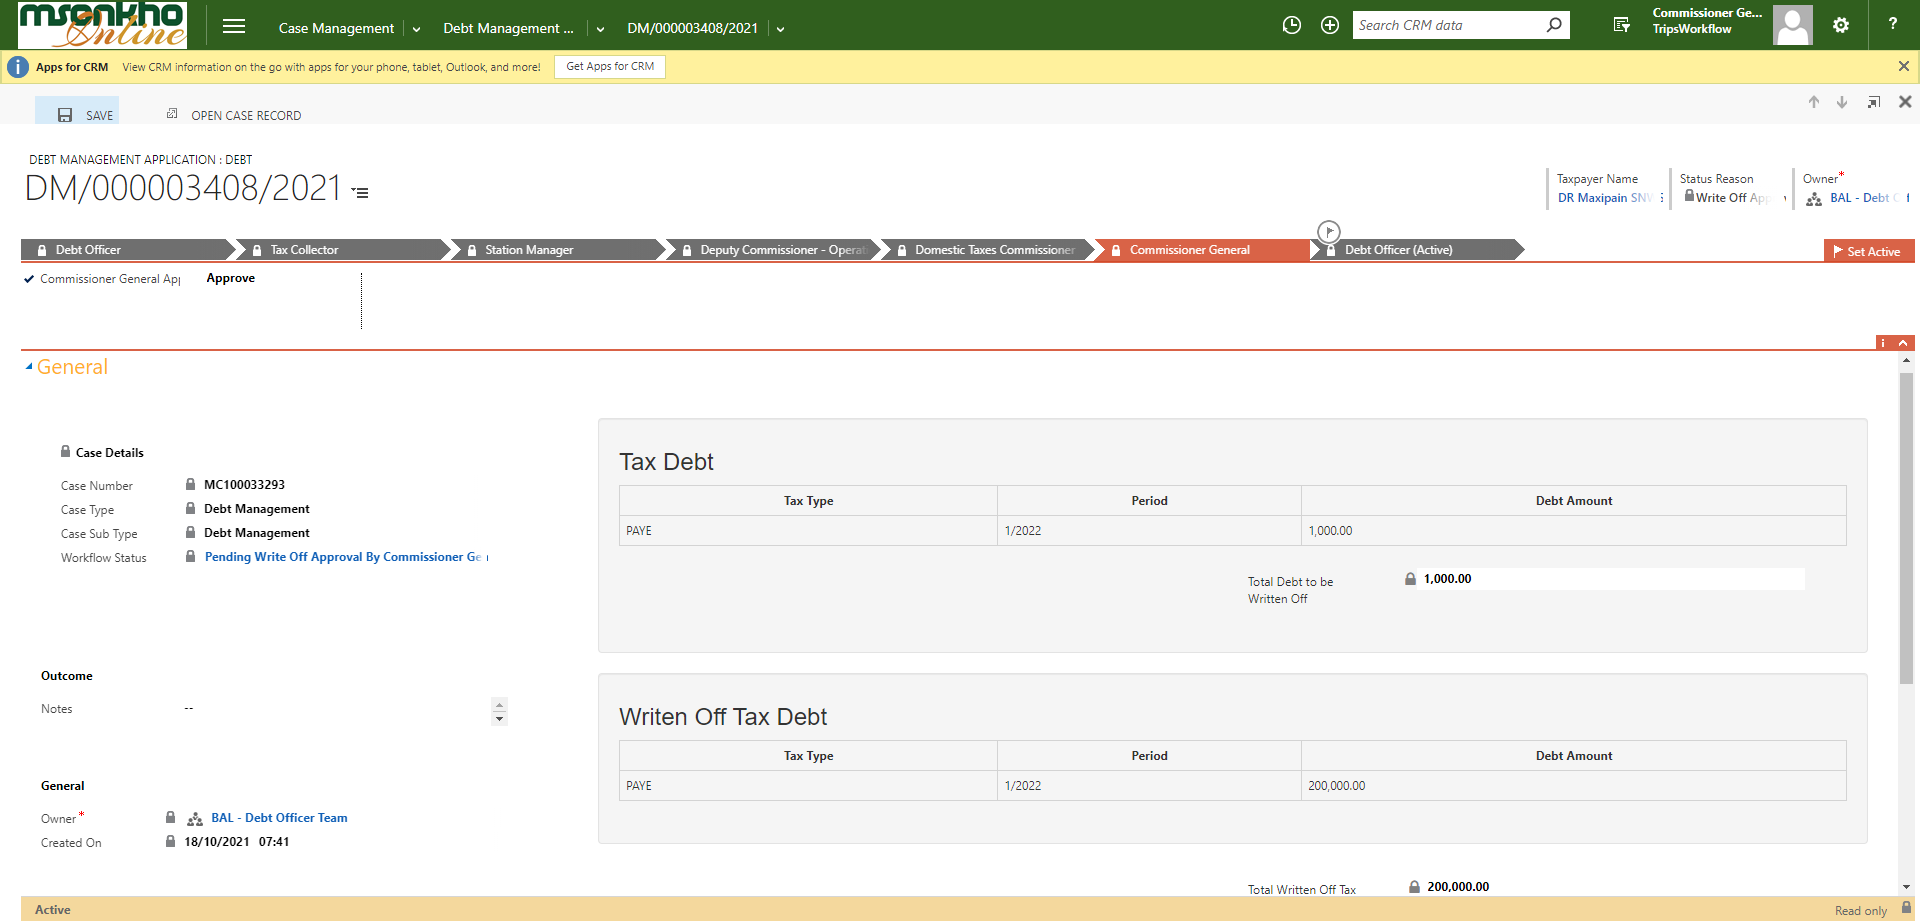 msonkho
Online
Case Management
Debt Management ...
DM/000003408/2021
Search CRM data
Commissioner Ge...
TripsWorkflow
?
Apps for CRM
View CRM information on the go with apps for your phone, tablet, Outlook, and more!
Get Apps for CRM
SAVE
OPEN CASE RECORD
DEBT MANAGEMENT APPLICATION : DEBT
DM/000003408/2021
Taxpayer Name
DR Maxipain SNV
Status Reason
Write Off App
Owner*
BAL - Debt
Debt Officer
Tax Collector
Station Manager
Deputy Commissioner - Operat
Domestic Taxes Commissioner
Commissioner General
Debt Officer (Active)
Set Active
Commissioner General App
Approve
General
Case Details
Case Number
MC100033293
Case Type
Debt Management
Case Sub Type
Debt Management
Workflow Status
Pending Write Off Approval By Commissioner Ge
Outcome
Notes
--
General
Owner*
BAL - Debt Officer Team
Created On
18/10/2021 07:41
Tax Debt
Tax Type Period Debt Amount
PAYE 1/2022 1,000.00
Total Debt to be
Written Off
1,000.00
Writen Off Tax Debt
Tax Type Period Debt Amount
PAYE 1/2022 200,000.00
Total Written Off Tax
200,000.00
Active
Read only